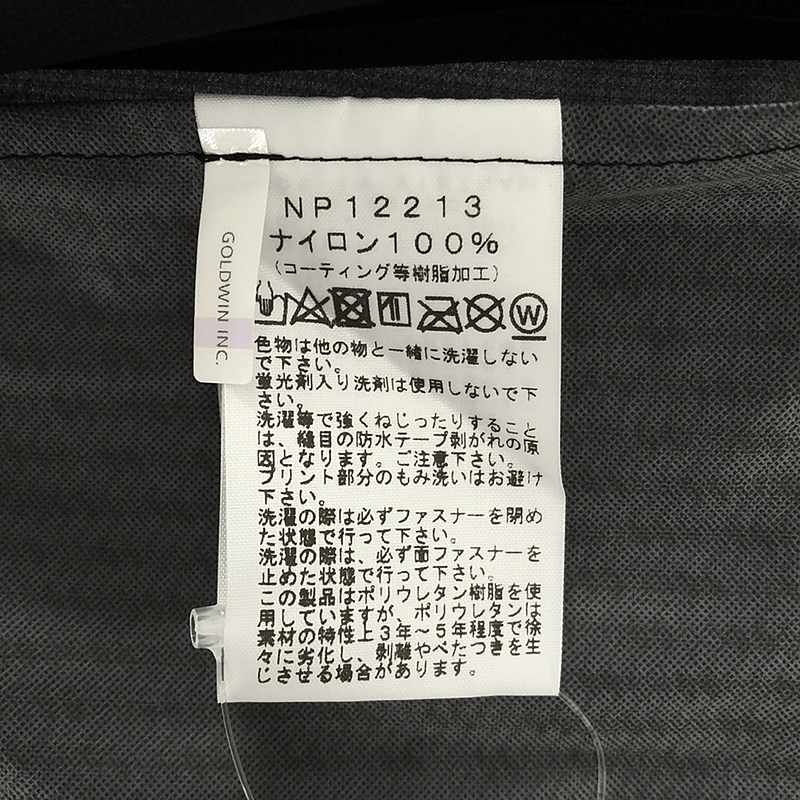 GOLDWIN INC.
NP12213
ナイロン100%
(コーティング等樹脂加工)
W
色物は他の物と一緒に洗濯しない
で下さい。
蛍光剤入り洗剤は使用しないで下
さい。
洗濯等で強くねじったりすること
は、縫目の防水テープ剥がれの原
因となります。ご注意下さい。
プリント部分のもみ洗いはお避け
下さい。
洗濯の際は必ずファスナーを閉め
た状態で行って下さい。
洗濯の際は、必ず面ファスナーを
止めた状態で行って下さい。
この製品はポリウレタン樹脂を使
用していますが、ポリウレタンは
素材の特性上3年～5年程度で徐
々に劣化し、剥離やべたつきを生
じさせる場合があります。